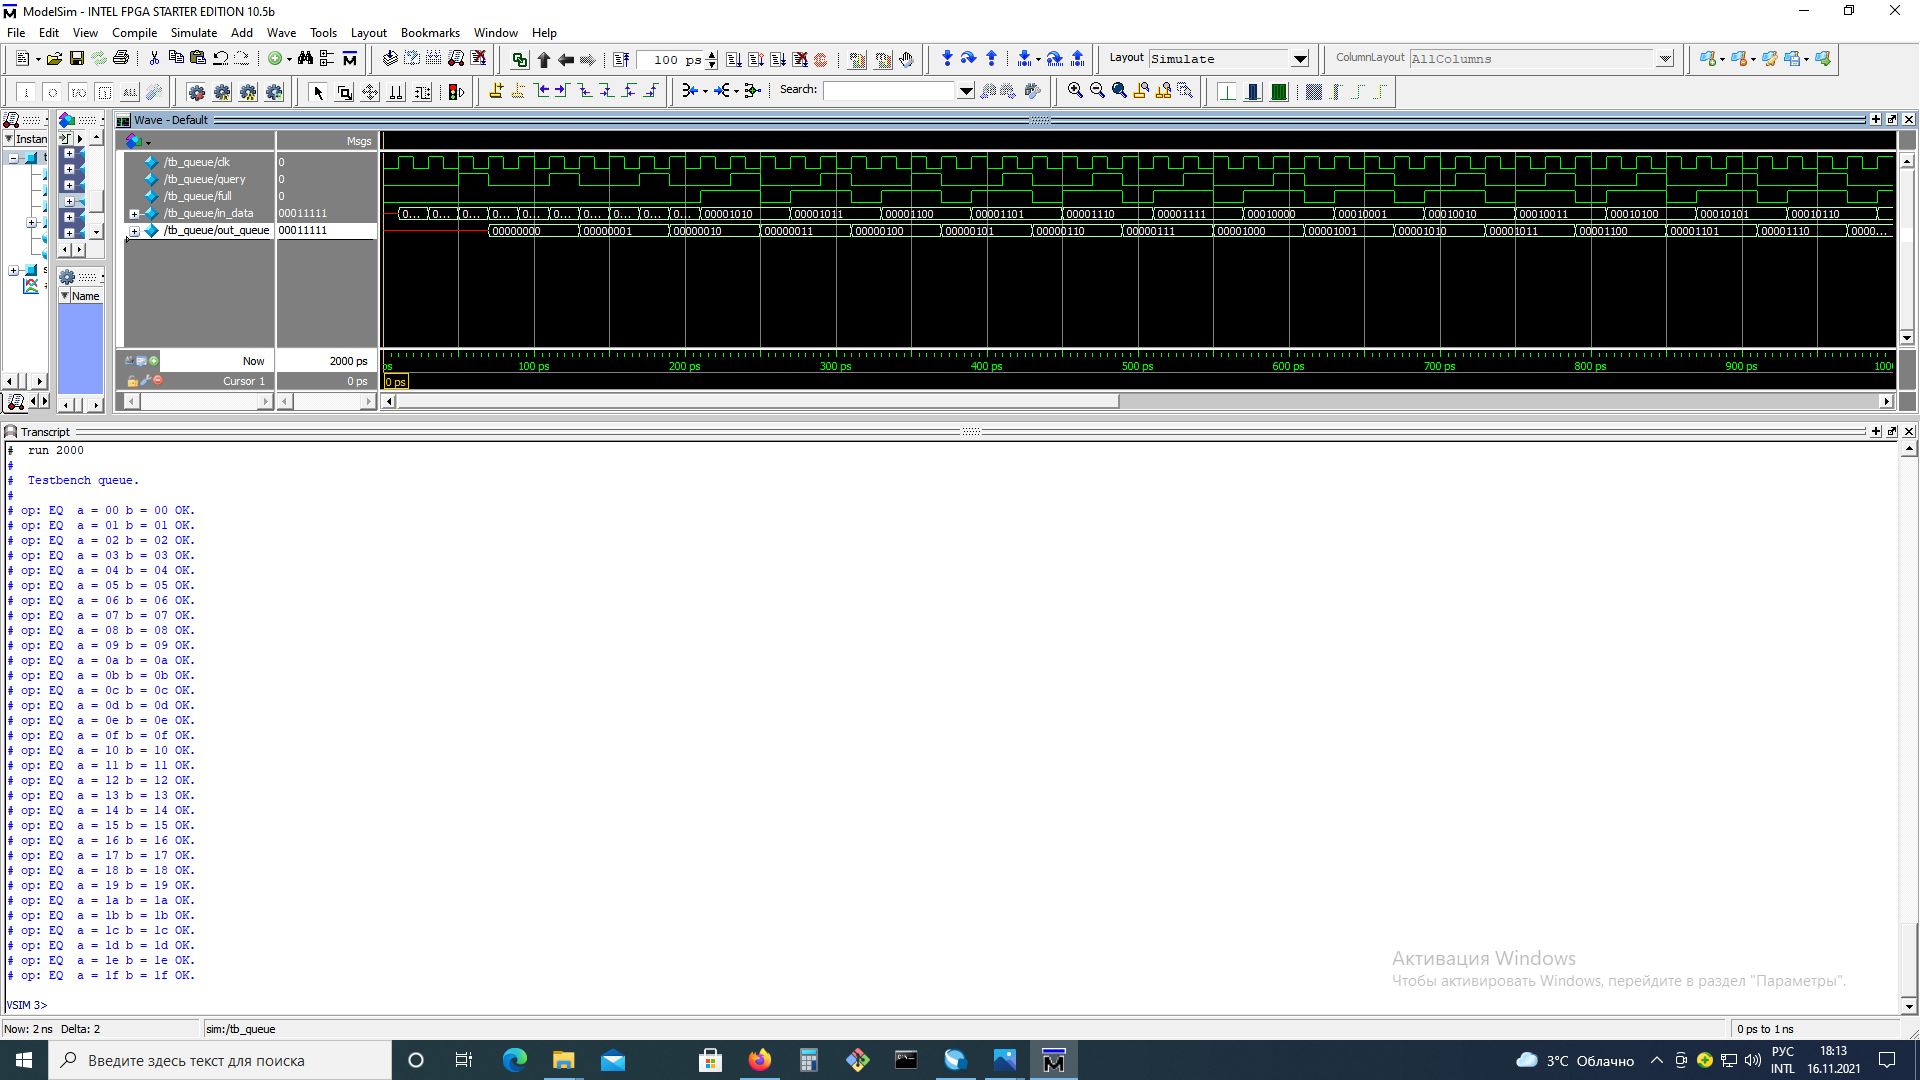 ModelSim - INTEL FPGA STARTER EDITION 10.5b
File Edit View Compile Simulate Add Wave Tools Layout Bookmarks Window Help
100 ps
Layout Simulate
ColumnLayout AllColumns
Search:
Wave - Default
Instan
Msgs
/tb_queue/clk 0
/tb_queue/query 0
/tb_queue/full 0
/tb_queue/in_data 00011111
0... 0... 0... 0... 0... 0... 0... 0... 0... 0... 00001010 00001011 00001100 00001101 00001110 00001111 00010000 00010001 00010010 00010011 00010100 00010101 00010110
/tb_queue/out_queue 00011111
00000000 00000001 00000010 00000011 00000100 00000101 00000110 00000111 00001000 00001001 00001010 00001011 00001100 00001101 00001110 0000...
Name
Now 2000 ps
ps 100 ps 200 ps 300 ps 400 ps 500 ps 600 ps 700 ps 800 ps 900 ps 1000
Cursor 1 0 ps
0 ps
Transcript
# run 2000
#
# Testbench queue.
#
# op: EQ a = 00 b = 00 OK.
# op: EQ a = 01 b = 01 OK.
# op: EQ a = 02 b = 02 OK.
# op: EQ a = 03 b = 03 OK.
# op: EQ a = 04 b = 04 OK.
# op: EQ a = 05 b = 05 OK.
# op: EQ a = 06 b = 06 OK.
# op: EQ a = 07 b = 07 OK.
# op: EQ a = 08 b = 08 OK.
# op: EQ a = 09 b = 09 OK.
# op: EQ a = 0a b = 0a OK.
# op: EQ a = 0b b = 0b OK.
# op: EQ a = 0c b = 0c OK.
# op: EQ a = 0d b = 0d OK.
# op: EQ a = 0e b = 0e OK.
# op: EQ a = 0f b = 0f OK.
# op: EQ a = 10 b = 10 OK.
# op: EQ a = 11 b = 11 OK.
# op: EQ a = 12 b = 12 OK.
# op: EQ a = 13 b = 13 OK.
# op: EQ a = 14 b = 14 OK.
# op: EQ a = 15 b = 15 OK.
# op: EQ a = 16 b = 16 OK.
# op: EQ a = 17 b = 17 OK.
# op: EQ a = 18 b = 18 OK.
# op: EQ a = 19 b = 19 OK.
# op: EQ a = 1a b = 1a OK.
# op: EQ a = 1b b = 1b OK.
# op: EQ a = 1c b = 1c OK.
# op: EQ a = 1d b = 1d OK.
# op: EQ a = 1e b = 1e OK.
# op: EQ a = 1f b = 1f OK.
VSIM 3>
Активация Windows
Чтобы активировать Windows, перейдите в раздел "Параметры".
Now: 2 ns Delta: 2
sim:/tb_queue
0 ps to 1 ns
Введите здесь текст для поиска
3°C Облачно
РУС
INTL
18:13
16.11.2021